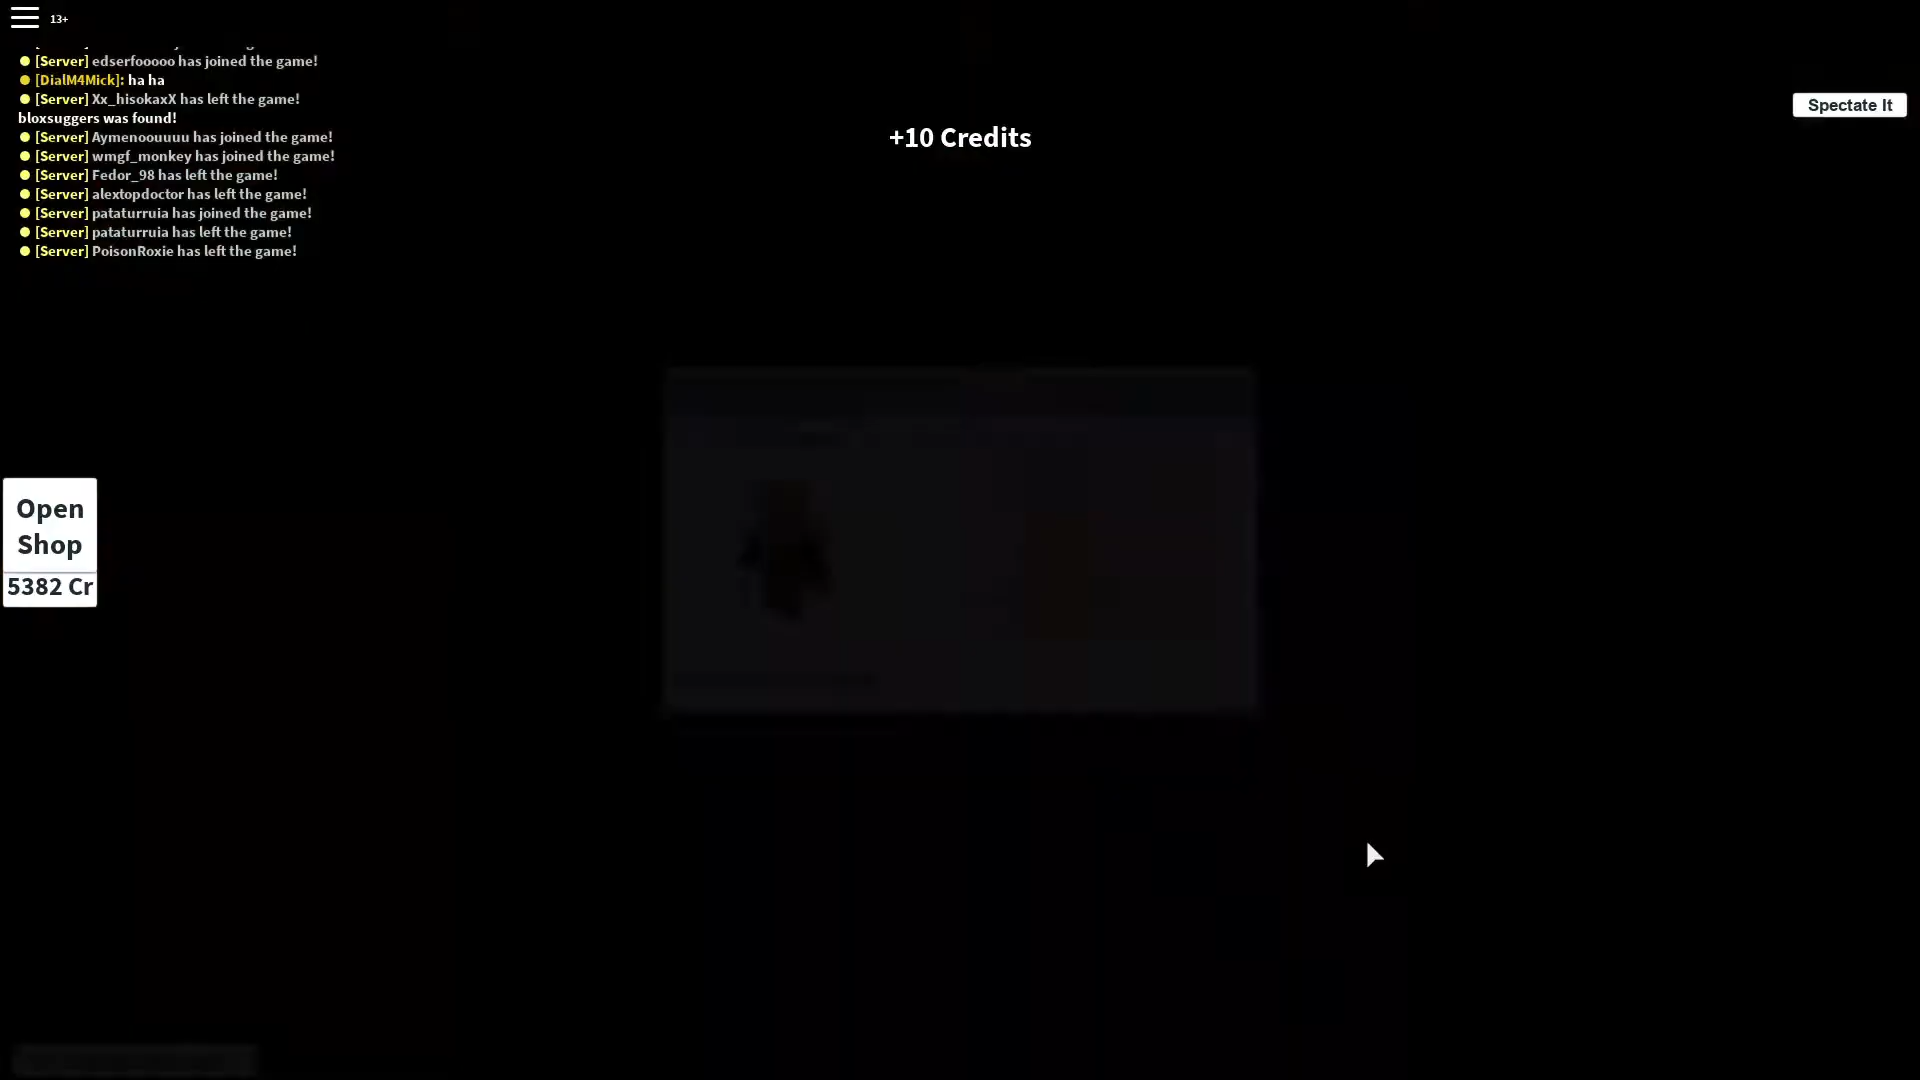 13+
[Server] edserfooooo has joined the game!
[DialM4Mick]: ha ha
[Server] Xx_hisokaxX has left the game!
bloxsuggers was found!
[Server] Aymenoouuuu has joined the game!
[Server] wmgf_monkey has joined the game!
[Server] Fedor_98 has left the game!
[Server] alextopdoctor has left the game!
[Server] pataturruia has joined the game!
[Server] pataturruia has left the game!
[Server] PoisonRoxie has left the game!
+10 Credits
Spectate It
Open
Shop
5382 Cr